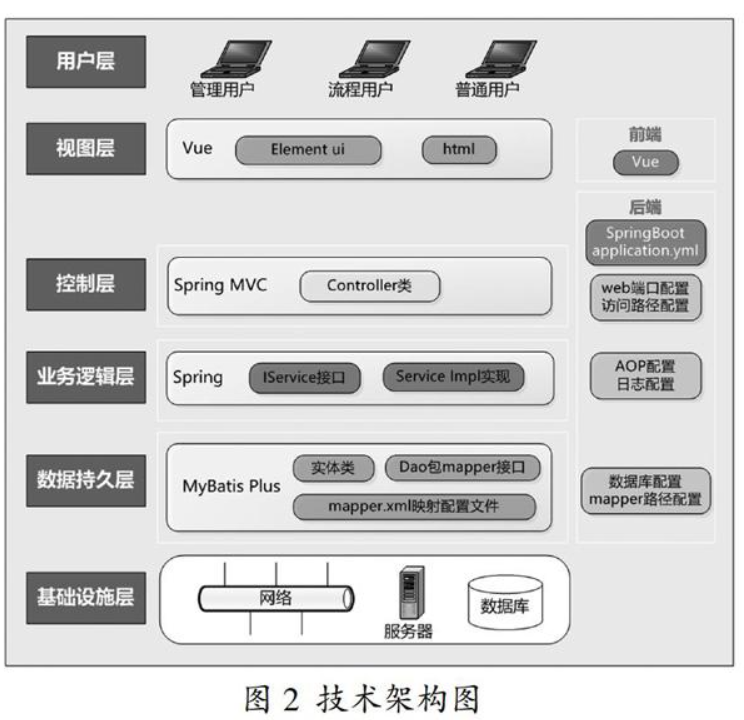 用户层
管理用户
流程用户
普通用户
视图层
Vue
Element ui
html
前端
Vue
后端
SpringBoot
application.yml
控制层
Spring MVC
Controller类
web端口配置
访问路径配置
业务逻辑层
Spring
IService接口
Service Impl实现
AOP配置
日志配置
数据持久层
MyBatis Plus
实体类
Dao包mapper接口
mapper.xml映射配置文件
数据库配置
mapper路径配置
基础设施层
网络
服务器
数据库
图 2 技术架构图